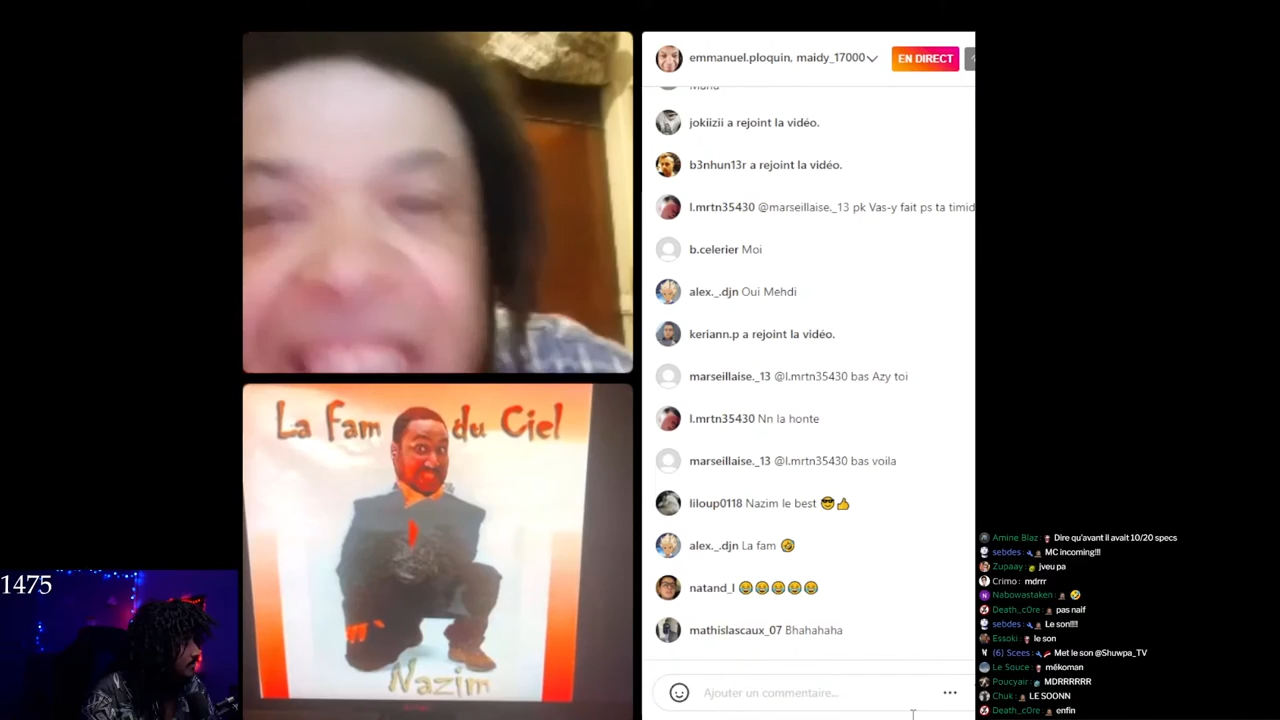 emmanuel.ploquin, maidy_17000
EN DIRECT
jokiizii a rejoint la vidéo.
b3nhun13r a rejoint la vidéo.
l.mrtn35430 @marseillaise._13 pk Vas-y fait ps ta timid
b.celerier Moi
alex._.djn Oui Mehdi
keriann.p a rejoint la vidéo.
marseillaise._13 @l.mrtn35430 bas Azy toi
l.mrtn35430 Nn la honte
marseillaise._13 @l.mrtn35430 bas voila
liloup0118 Nazim le best 😎👍
alex._.djn La fam 🤣
natand_l 😂😂😂😂😂
mathislascaux_07 Bhahahaha
Ajouter un commentaire...
La Fam du Ciel
Nazim
1475
Amine Blaz : Dire qu'avant il avait 10/20 specs
sebdes : MC incoming!!!
Zupaay : jveu pa
Crimo : mdrrr
Nabowastaken : 🤣
Death_c0re : pas naif
sebdes : Le son!!!!
Essoki : le son
(6) Scees : Met le son @Shuwpa_TV
Le Souce : mékoman
Poucyair : MDRRRRRR
Chuk : LE SOONN
Death_c0re : enfin